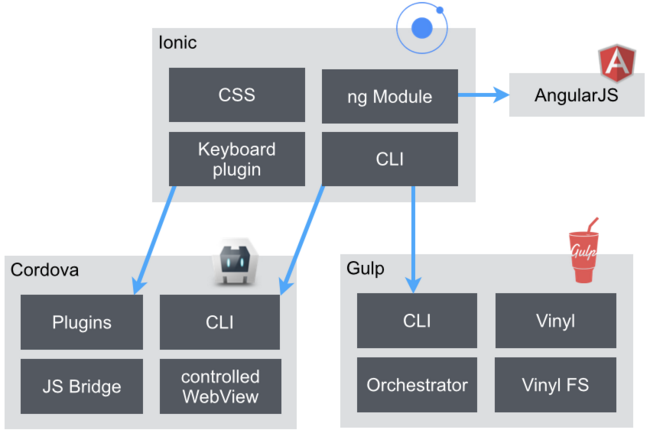 Ionic
CSS
ng Module
AngularJS
Keyboard
plugin
CLI
Cordova
Plugins
CLI
JS Bridge
controlled
WebView
Gulp
Gulp
CLI
Vinyl
Orchestrator
Vinyl FS